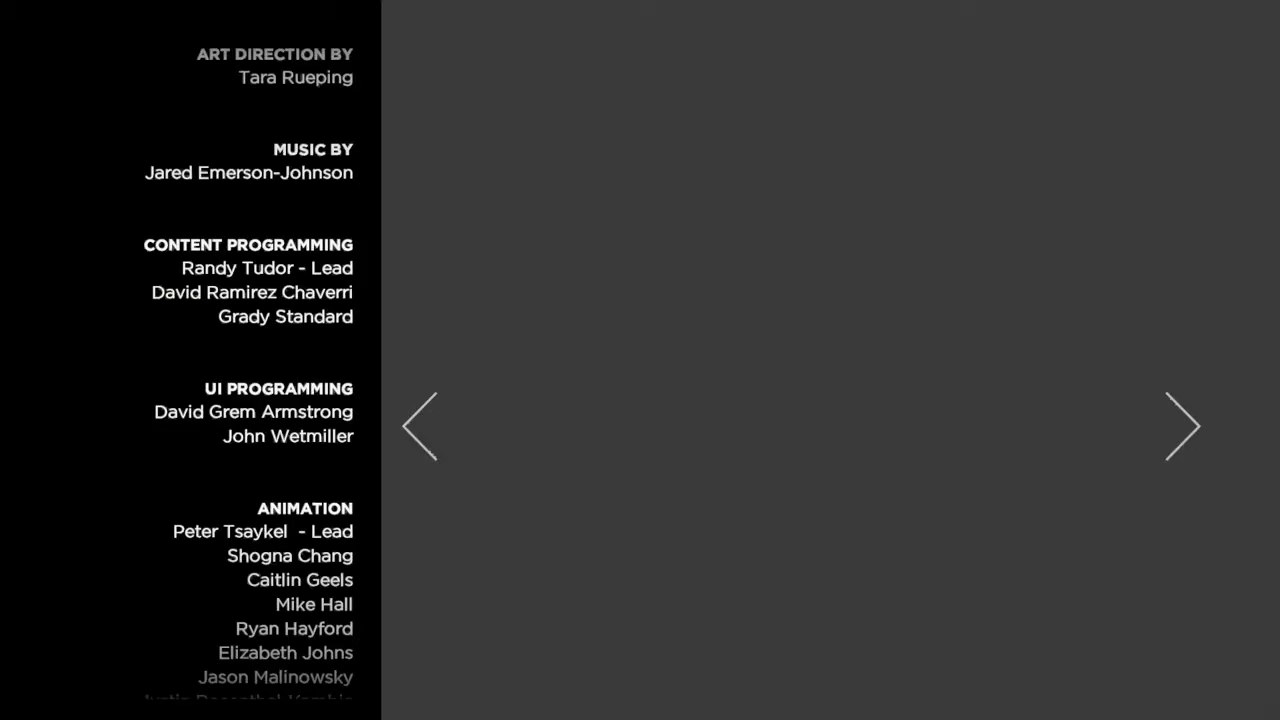 ART DIRECTION BY
Tara Rueping
MUSIC BY
Jared Emerson-Johnson
CONTENT PROGRAMMING
Randy Tudor - Lead
David Ramirez Chaverri
Grady Standard
UI PROGRAMMING
David Grem Armstrong
John Wetmiller
ANIMATION
Peter Tsaykel - Lead
Shogna Chang
Caitlin Geels
Mike Hall
Ryan Hayford
Elizabeth Johns
Jason Malinowsky